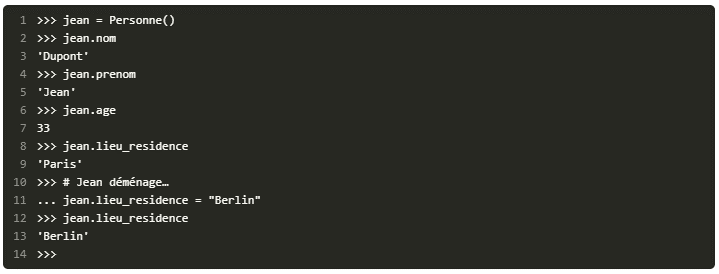 1 >>> jean = Personne()
2 >>> jean.nom
3 'Dupont'
4 >>> jean.prenom
5 'Jean'
6 >>> jean.age
7 33
8 >>> jean.lieu_residence
9 'Paris'
10 >>> # Jean déménage…
11 ... jean.lieu_residence = "Berlin"
12 >>> jean.lieu_residence
13 'Berlin'
14 >>>